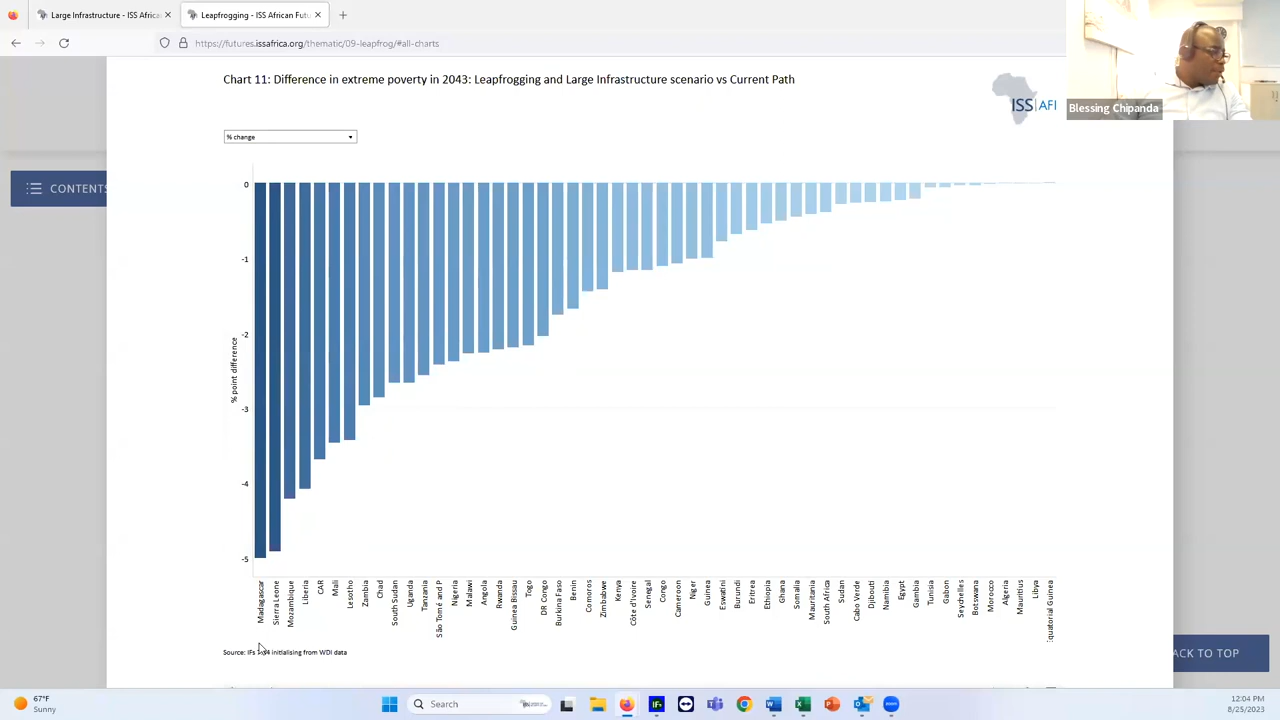 Large Infrastructure - ISS Africa
Leapfrogging - ISS African Futu
https://futures.issafrica.org/thematic/09-leapfrog/#all-charts
Blessing Chipanda
Chart 11: Difference in extreme poverty in 2043: Leapfrogging and Large Infrastructure scenario vs Current Path
ISS AFI
% change
CONTENTS
0
-1
-2
-3
-4
-5
% point difference
Madagascar
Sierra Leone
Mozambique
Liberia
CAR
Mali
Lesotho
Zambia
Chad
South Sudan
Uganda
Tanzania
São Tomé and P
Nigeria
Malawi
Angola
Rwanda
Guinea Bissau
Togo
DR Congo
Burkina Faso
Benin
Comoros
Zimbabwe
Kenya
Côte d'Ivoire
Senegal
Congo
Cameroon
Niger
Guinea
Eswatini
Burundi
Eritrea
Ethiopia
Ghana
Somalia
Mauritania
South Africa
Sudan
Cabo Verde
Djibouti
Namibia
Egypt
Gambia
Tunisia
Gabon
Seychelles
Botswana
Morocco
Algeria
Mauritius
Libya
Equatorial Guinea
Source: IFs initialising from WDI data
ACK TO TOP
67°F
Sunny
Search
12:04 PM
8/25/2023